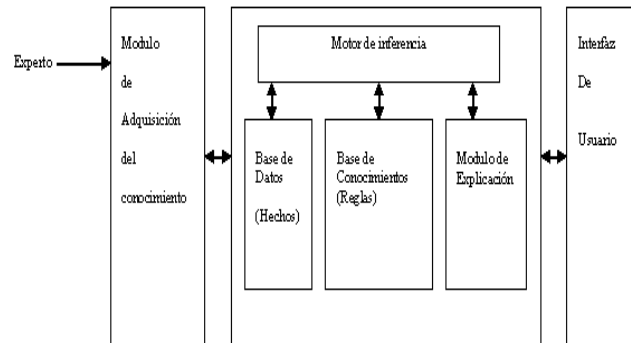 Experto
Modulo
de
Adquisición
del
conocimiento
Motor de inferencia
Base de
Datos
(Hechos)
Base de
Conocimientos
(Reglas)
Modulo de
Explicación
Interfaz
De
Usuario